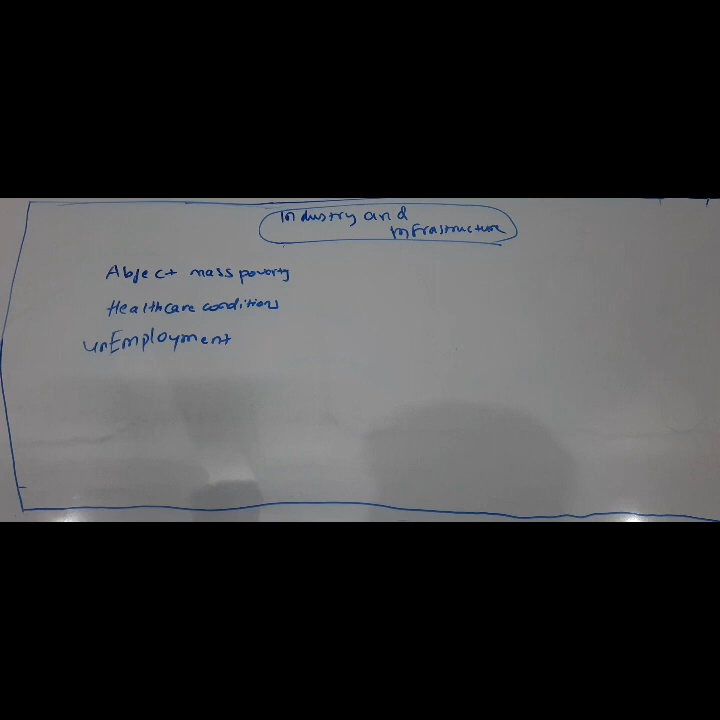 Industry and
Infrastructure
Abject mass poverty
Healthcare conditions
unEmployment